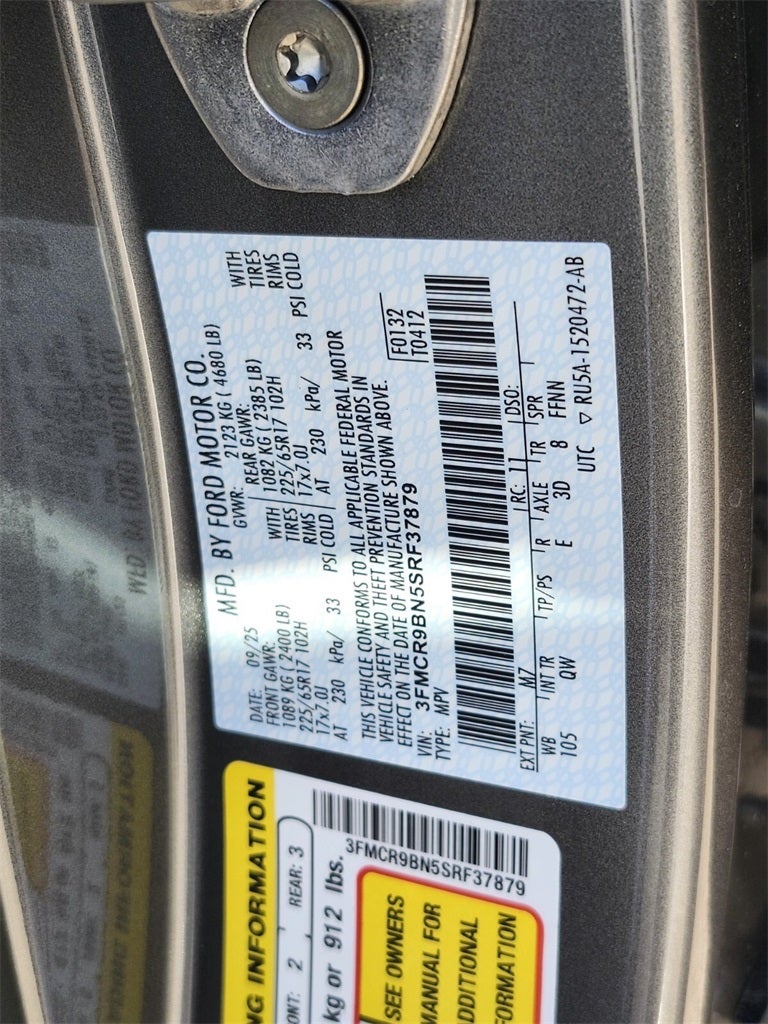 MFD. BY FORD MOTOR CO.
DATE: 09/25 GVWR: 2123 KG ( 4680 LB)
FRONT GAWR: REAR GAWR:
1089 KG ( 2400 LB) WITH 1082 KG ( 2385 LB) WITH
225/65R17 102H TIRES 225/65R17 102H TIRES
17x7.0J RIMS 17x7.0J RIMS
AT 230 kPa/ 33 PSI COLD AT 230 kPa/ 33 PSI COLD
THIS VEHICLE CONFORMS TO ALL APPLICABLE FEDERAL MOTOR
VEHICLE SAFETY AND THEFT PREVENTION STANDARDS IN
EFFECT ON THE DATE OF MANUFACTURE SHOWN ABOVE.
VIN: 3FMCR9BN5SRF37879 F0132
TYPE: MPV T0412
EXT PNT: M7 RC: 11 DSO:
WB INT TR TP/PS R AXLE TR SPR
105 QW E 3D 8 FFNN
UTC ▽ RU5A-1520472-AB
NG INFORMATION
ONT: 2 REAR: 3
kg or 912 lbs.
3FMCR9BN5SRF37879
SEE OWNERS
MANUAL FOR
ADDITIONAL
FORMATION